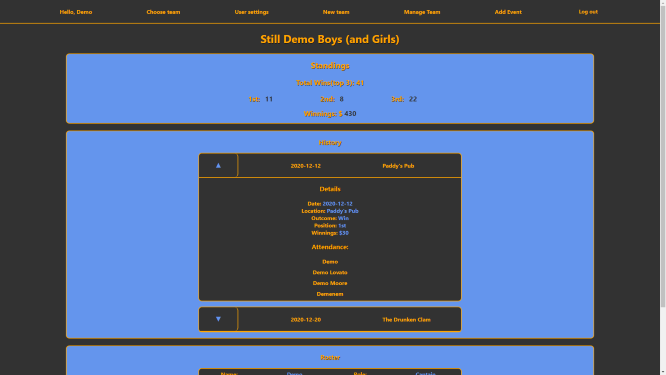 Hello, Demo Choose team User settings New team Manage Team Add Event Log out
Still Demo Boys (and Girls)
Standings
Total Wins (top 3): 41
1st: 11 2nd: 8 3rd: 22
Winnings: $ 430
History
▲ 2020-12-12 Paddy's Pub
Details
Date: 2020-12-12
Location: Paddy's Pub
Outcome: Win
Position: 1st
Winnings: $30
Attendance:
Demo
Demo Lovato
Demo Moore
Demenem
▼ 2020-12-20 The Drunken Clam
Roster
Name: Demo Role: Captain